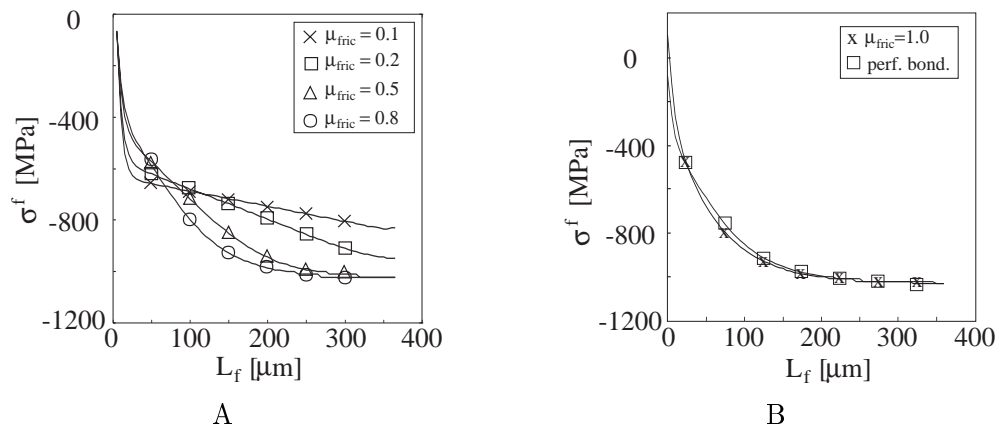 0
-400
-800
-1200
σ^f [MPa]
μ_fric = 0.1
μ_fric = 0.2
μ_fric = 0.5
μ_fric = 0.8
0 100 200 300 400
L_f [μm]
A
0
-400
-800
-1200
σ^f [MPa]
x μ_fric=1.0
perf. bond.
0 100 200 300 400
L_f [μm]
B